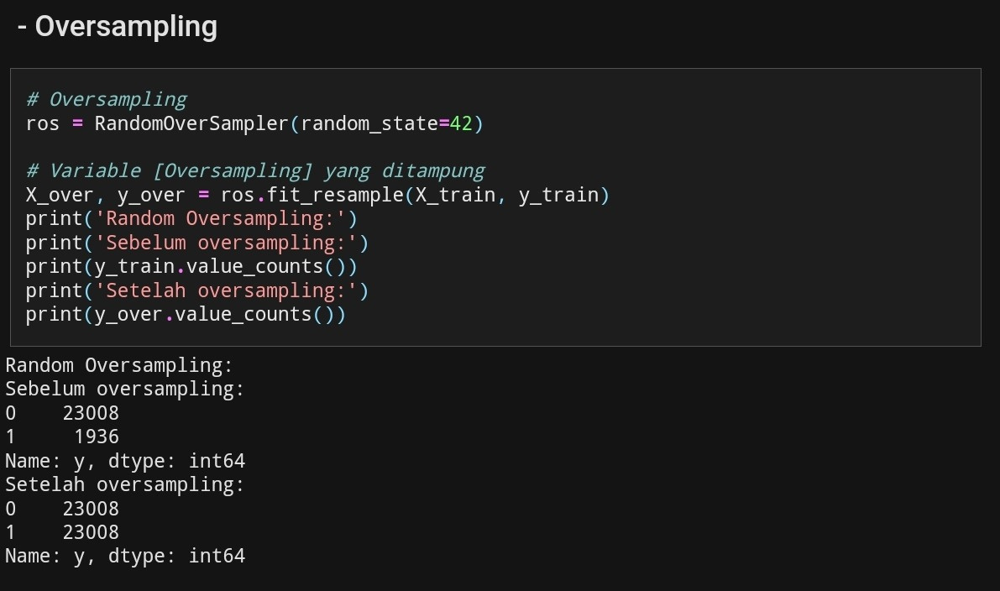 - Oversampling
# Oversampling
ros = RandomOverSampler(random_state=42)
# Variable [Oversampling] yang ditampung
X_over, y_over = ros.fit_resample(X_train, y_train)
print('Random Oversampling:')
print('Sebelum oversampling:')
print(y_train.value_counts())
print('Setelah oversampling:')
print(y_over.value_counts())
Random Oversampling:
Sebelum oversampling:
0    23008
1     1936
Name: y, dtype: int64
Setelah oversampling:
0    23008
1    23008
Name: y, dtype: int64